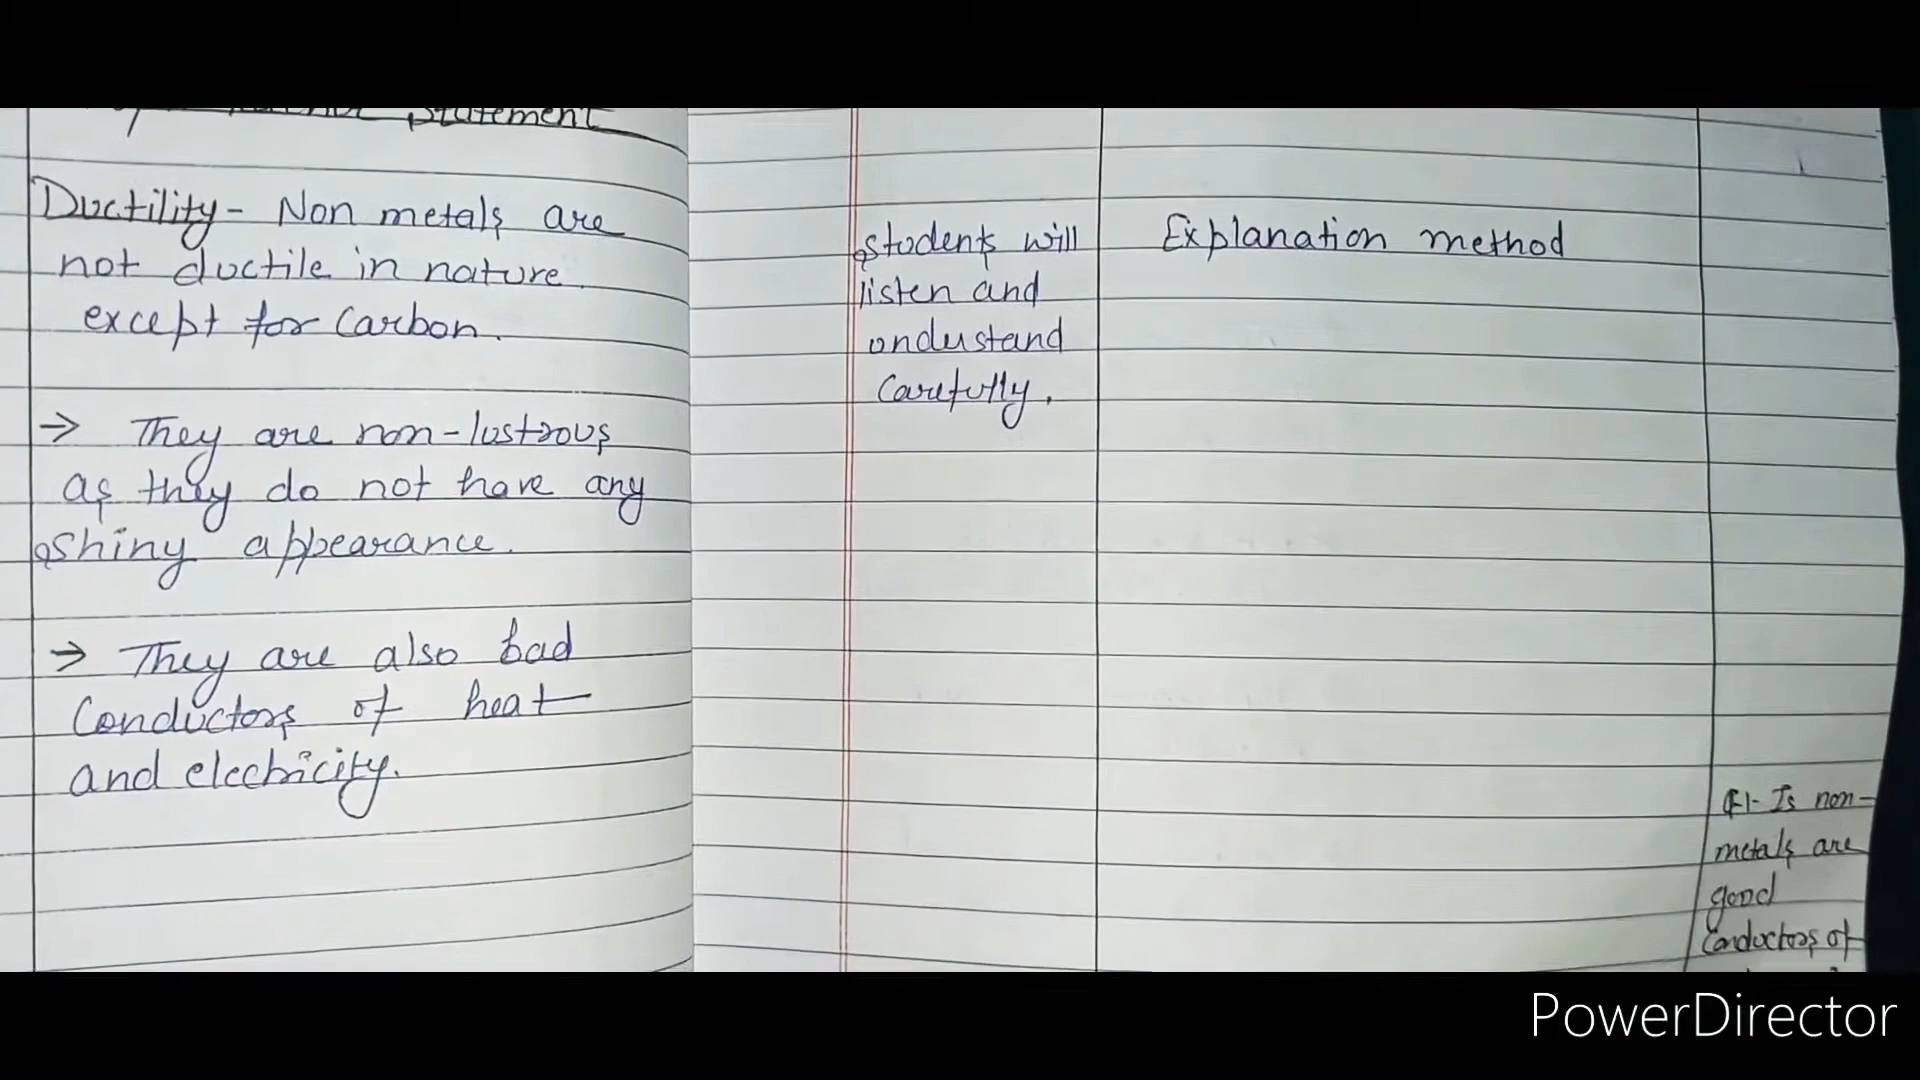 statement
Ductility - Non metals are
not ductile in nature
except for Carbon.
→ They are non-lustrous
as they do not have any
shiny appearance.
→ They are also bad
Conductors of heat
and electricity.
students will
listen and
understand
Carefully.
Explanation method
Q1- Is non-
metals are
good
Conductors of
PowerDirector